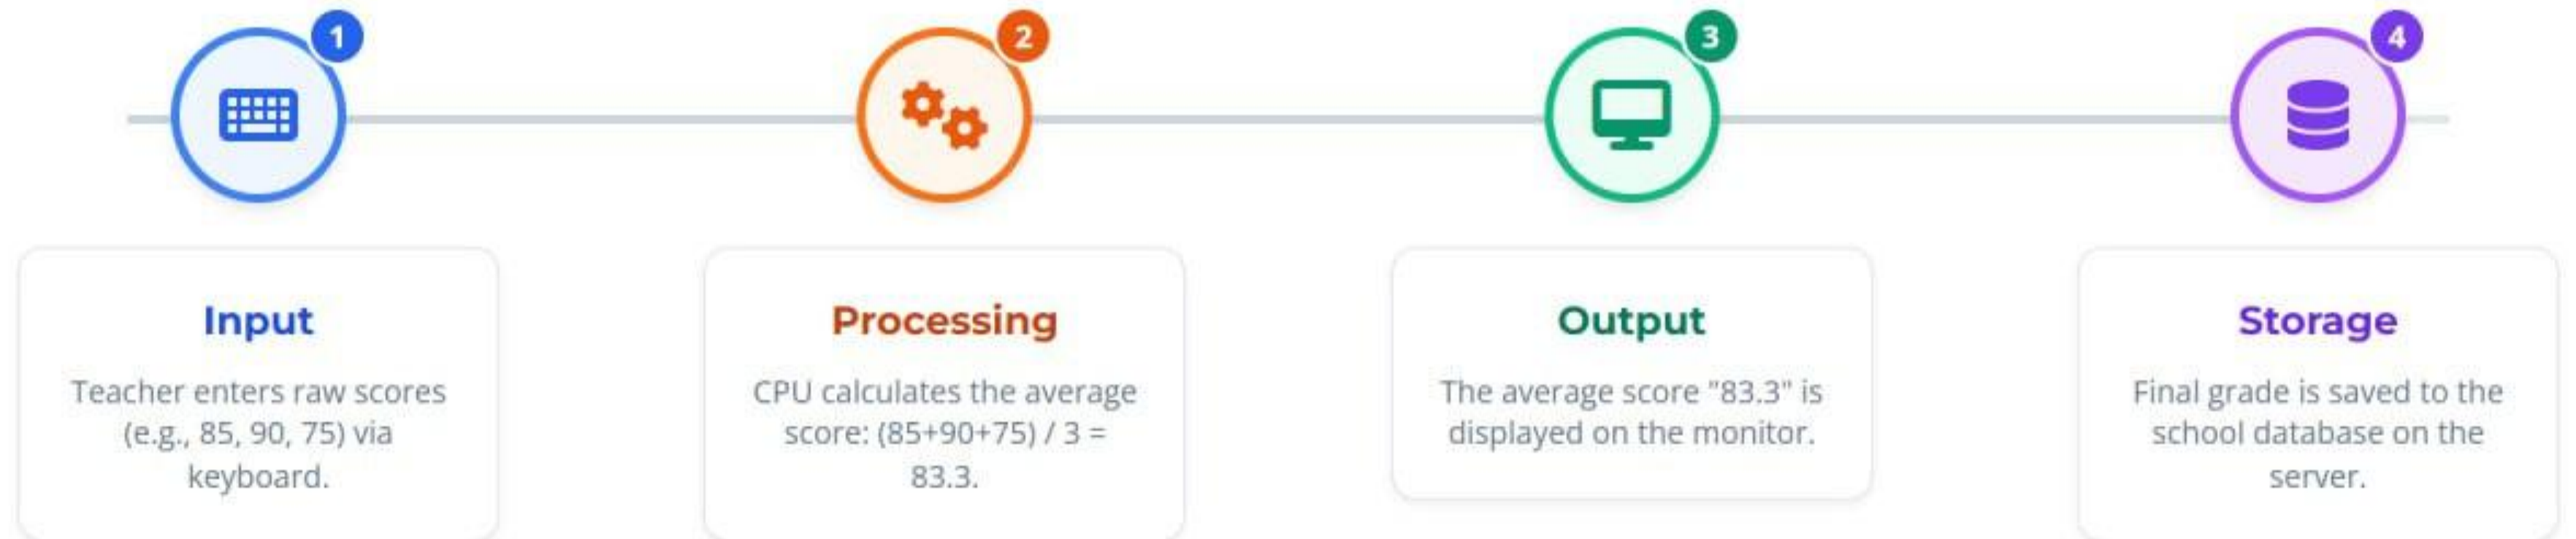 1
2
3
4
Input
Teacher enters raw scores
(e.g., 85, 90, 75) via
keyboard.
Processing
CPU calculates the average
score: (85+90+75) / 3 =
83.3.
Output
The average score "83.3" is
displayed on the monitor.
Storage
Final grade is saved to the
school database on the
server.